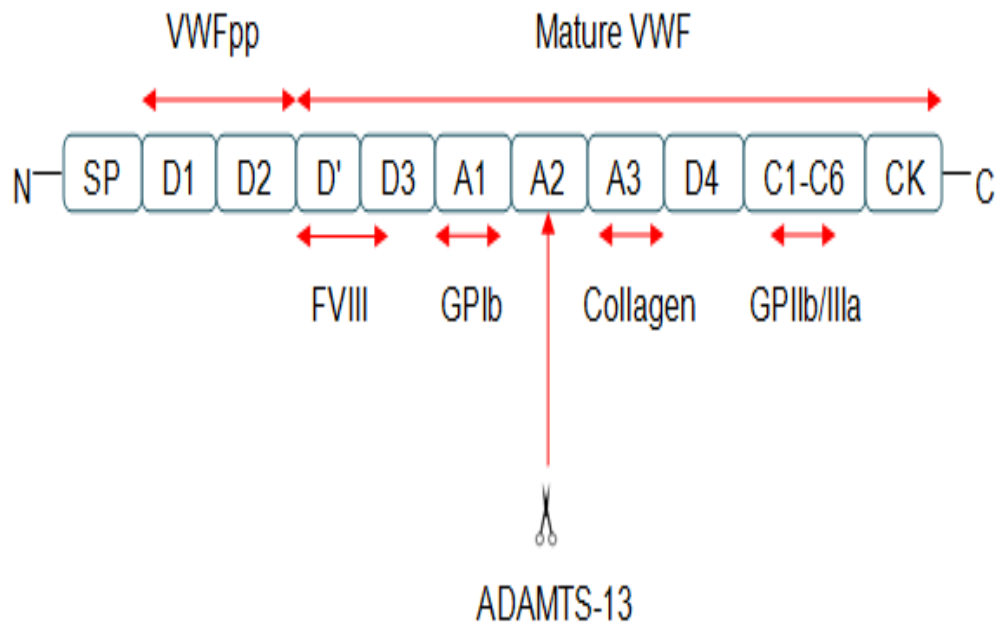 VWFpp Mature VWF
N SP D1 D2 D' D3 A1 A2 A3 D4 C1-C6 CK C
FVIII GPIb Collagen GPIIb/IIIa
ADAMTS-13